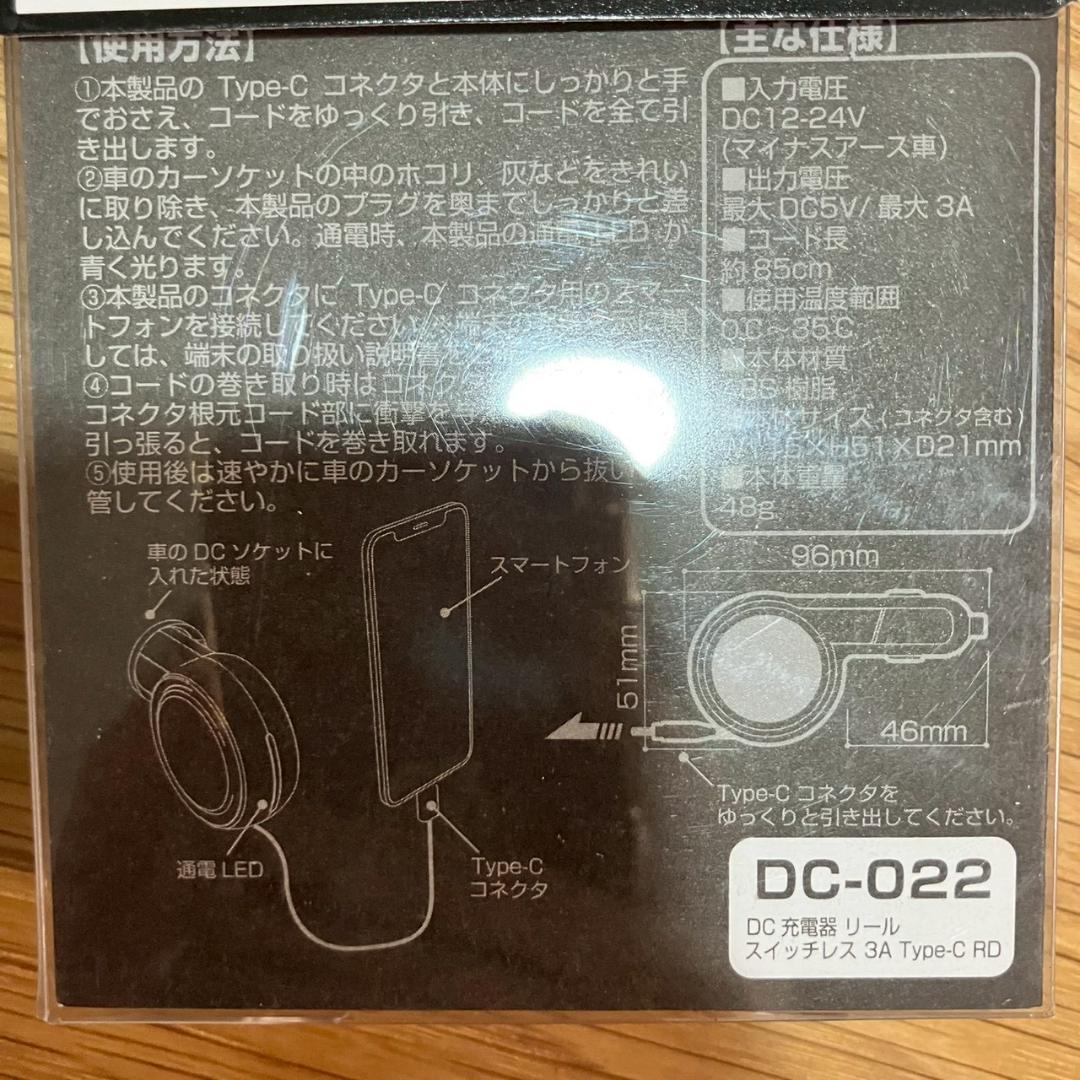 【使用方法】
①本製品の Type-C コネクタと本体にしっかりと手
でおさえ、コードをゆっくり引き、コードを全て引
き出します。
②車のカーソケットの中のホコリ、灰などをきれい
に取り除き、本製品のプラグを奥までしっかりと差
し込んでください。通電時、本製品の通電 LED が
青く光ります。
③本製品のコネクタに Type-C コネクタ用のスマー
トフォンを接続してください
しては、端末の取り扱い説明書を
④コードの巻き取り時はコネクタ
コネクタ根元コード部に衝撃を
引っ張ると、コードを巻き取れます。
⑤使用後は速やかに車のカーソケットから抜い
管してください。
【主な仕様】
■入力電圧
DC12-24V
(マイナスアース車)
■出力電圧
最大 DC5V/ 最大 3A
■コード長
約 85cm
■使用温度範囲
0℃～35℃
■本体材質
樹脂
サイズ ( コネクタ含む )
×H51×D21mm
■本体重量
48g
車の DC ソケットに
入れた状態
スマートフォン
通電 LED
Type-C
コネクタ
96mm
51mm
46mm
Type-C コネクタを
ゆっくりと引き出してください。
DC-022
DC 充電器 リール
スイッチレス 3A Type-C RD